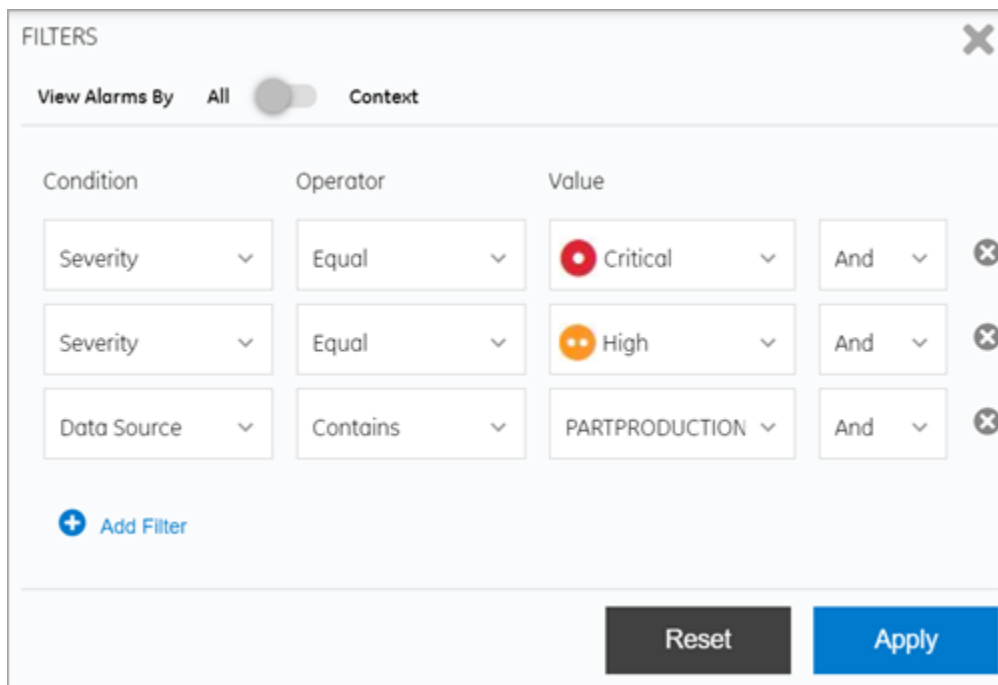 FILTERS
View Alarms By All Context
Condition Operator Value
Severity Equal Critical And
Severity Equal High And
Data Source Contains PARTPRODUCTION And
Add Filter
Reset Apply